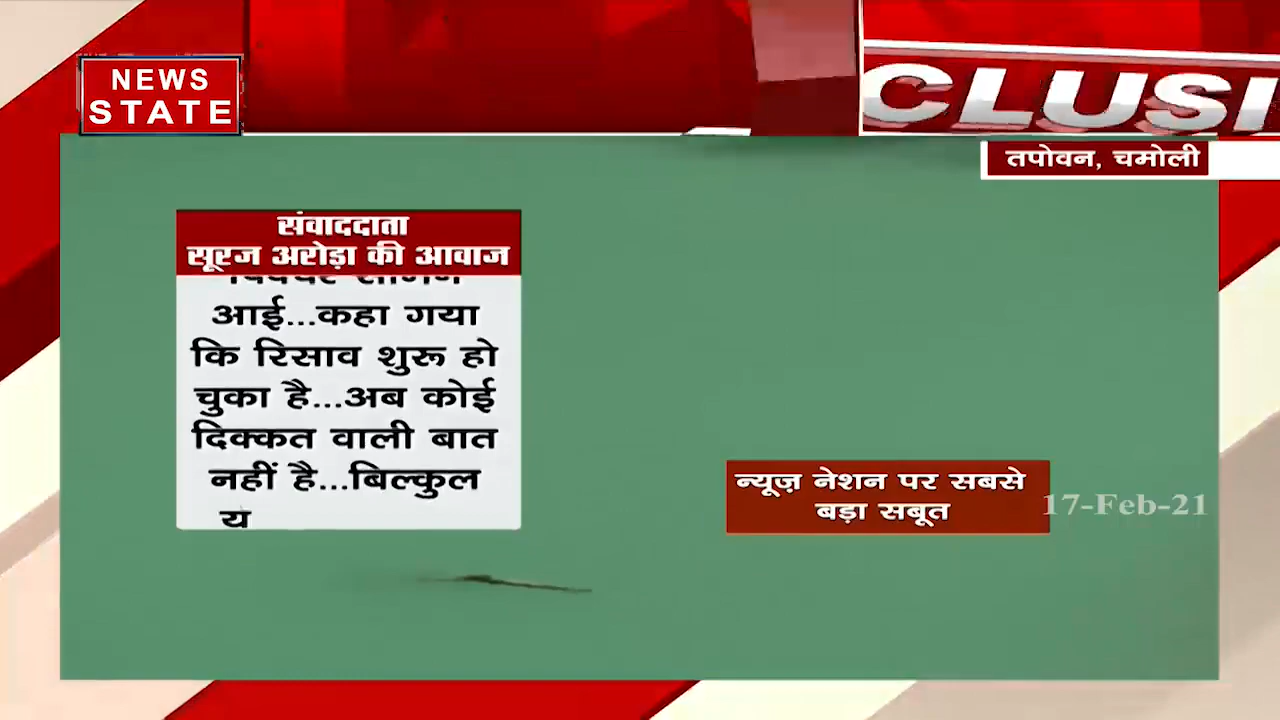 NEWS
STATE
CLUSI
तपोवन, चमोली
संवाददाता
सूरज अरोड़ा की आवाज
आई...कहा गया
कि रिसाव शुरू हो
चुका है...अब कोई
दिक्कत वाली बात
नहीं है...बिल्कुल
य
न्यूज़ नेशन पर सबसे
बड़ा सबूत
17-Feb-21